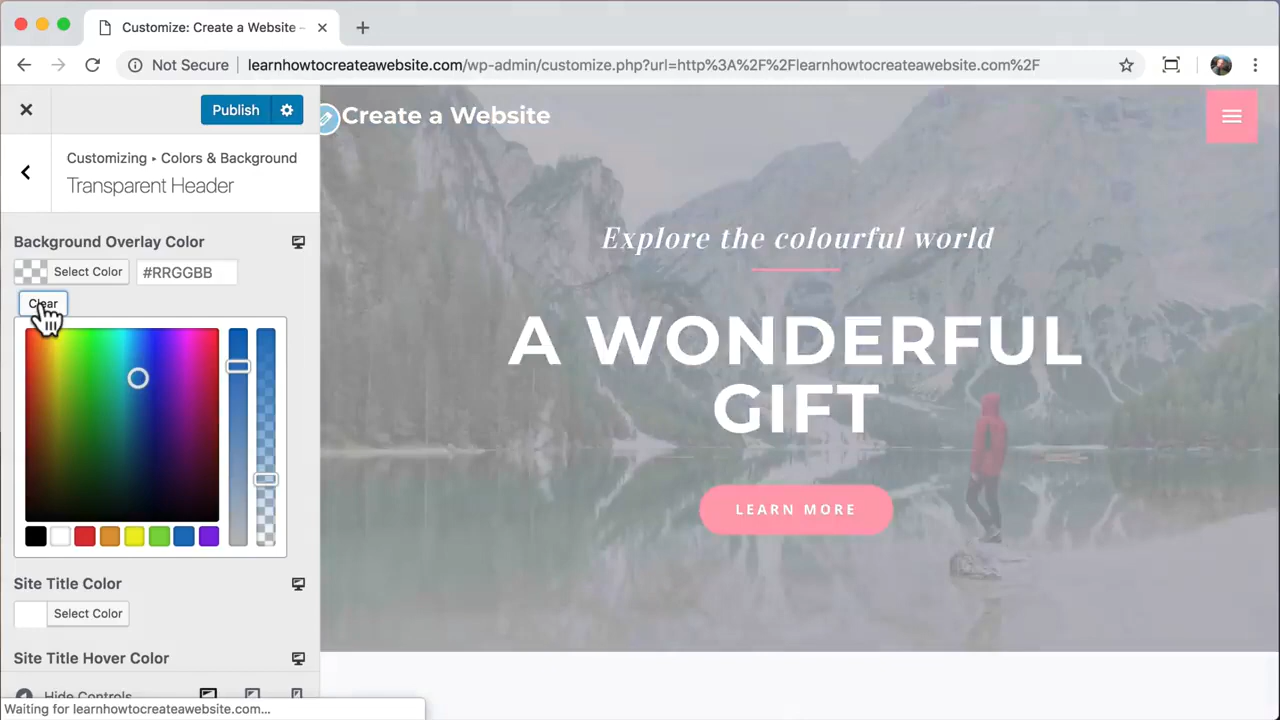 Customize: Create a Website –
Not Secure
learnhowtocreateawebsite.com/wp-admin/customize.php?url=http%3A%2F%2Flearnhowtocreateawebsite.com%2F
Publish
Customizing ▸ Colors & Background
Transparent Header
Background Overlay Color
Select Color
#RRGGBB
Clear
Site Title Color
Select Color
Site Title Hover Color
Hide Controls
Waiting for learnhowtocreateawebsite.com...
Create a Website
Explore the colourful world
A WONDERFUL
GIFT
LEARN MORE